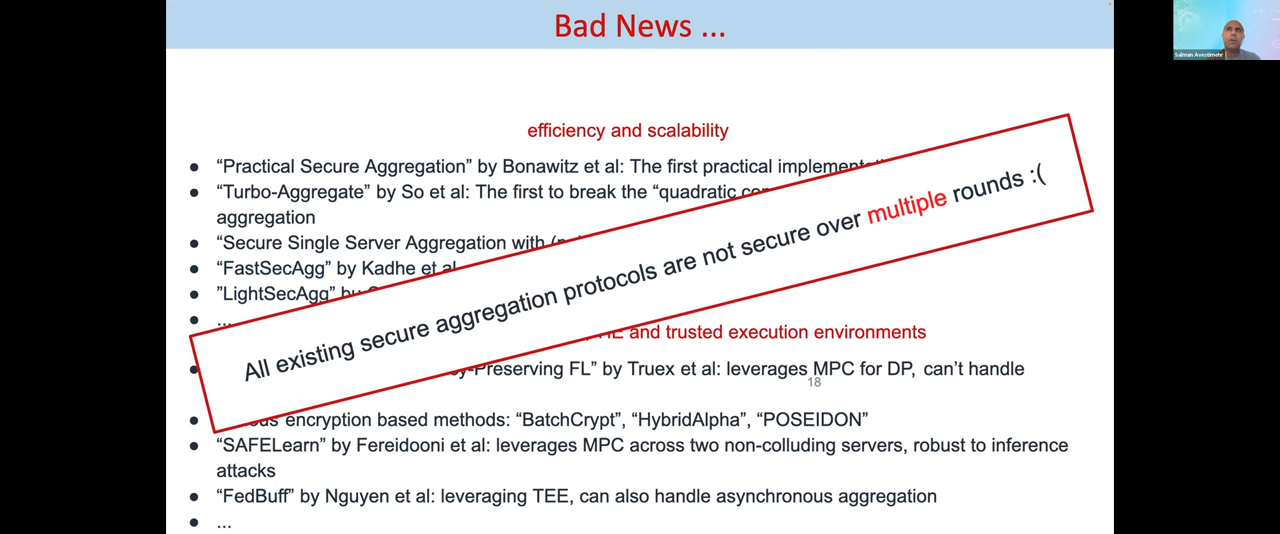 Bad News ...
Salman Avestimehr
efficiency and scalability
● “Practical Secure Aggregation” by Bonawitz et al: The first practical
● “Turbo-Aggregate” by So et al: The first to break the “quadratic
aggregation
● “Secure Single Server Aggregation with
● “FastSecAgg” by Kadhe et al
● ”LightSecAgg”
● ...
All existing secure aggregation protocols are not secure over multiple rounds :(
and trusted execution environments
FL” by Truex et al: leverages MPC for DP, can’t handle
18
● encryption based methods: “BatchCrypt”, “HybridAlpha”, “POSEIDON”
● “SAFELearn” by Fereidooni et al: leverages MPC across two non-colluding servers, robust to inference
attacks
● “FedBuff” by Nguyen et al: leveraging TEE, can also handle asynchronous aggregation
● ...